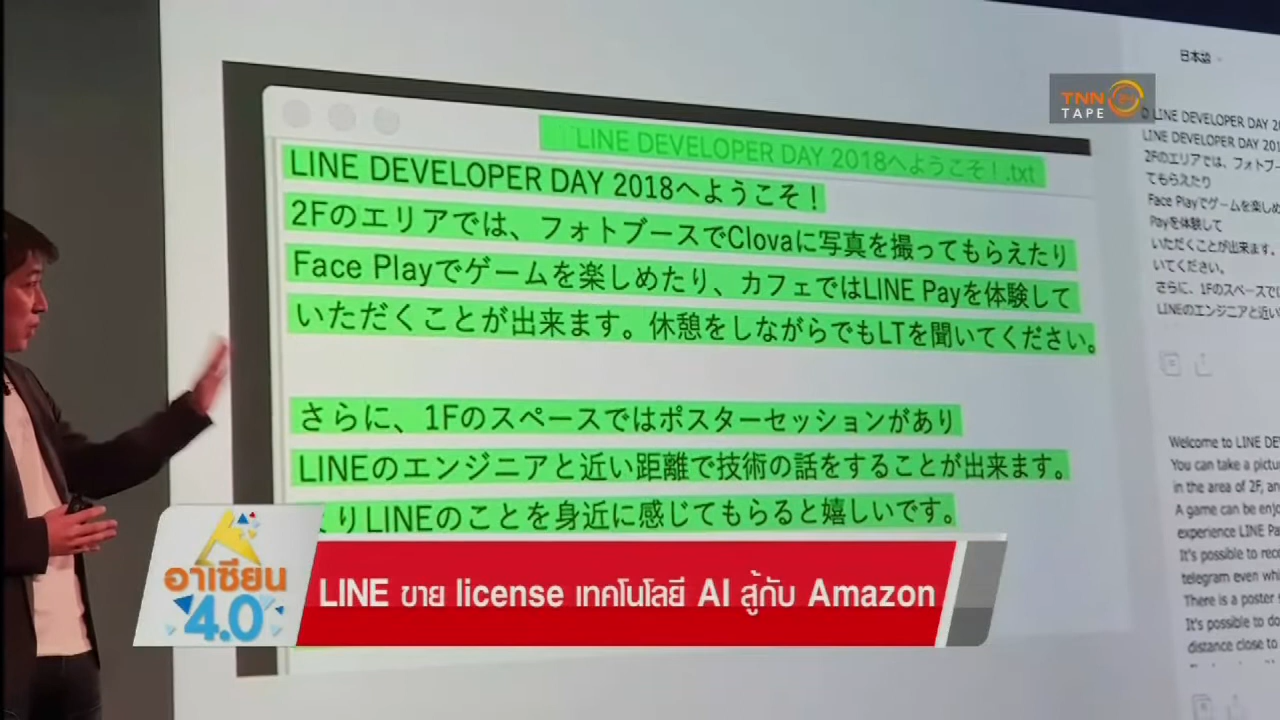 日本語
TNN 24
TAPE
LINE DEVELOPER DAY 2018へようこそ！.txt
LINE DEVELOPER DAY 2018へようこそ！
2Fのエリアでは、フォトブースでClovaに写真を撮ってもらえたり
Face Playでゲームを楽しめたり、カフェではLINE Payを体験して
いただくことが出来ます。休憩をしながらでもLTを聞いてください。
さらに、1Fのスペースではポスターセッションがあり
LINEのエンジニアと近い距離で技術の話をすることが出来ます。
りLINEのことを身近に感じてもらると嬉しいです。
LINE DEVELOPER DAY
LINE DEVELOPER DAY 201
2Fのエリアでは、フォトブー
てもらえたり
Face Playでゲームを楽しめ
Payを体験して
いただくことが出来ます。
いてください。
さらに、1Fのスペースで
LINEのエンジニアと近い
Welcome to LINE DE
You can take a pictu
in the area of 2F, an
A game can be enjo
experience LINE Pa
It's possible to reco
telegram even whi
There is a poster
It's possible to do
distance close to
อาเซียน
4.0
LINE ขาย license เทคโนโลยี AI สู้กับ Amazon